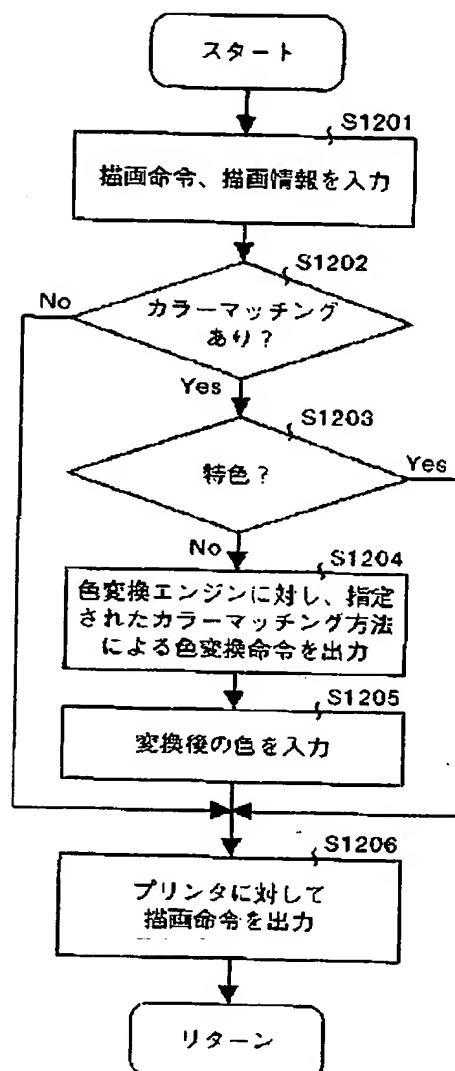 スタート
S1201
描画命令、描画情報を入力
S1202
カラーマッチング
あり?
No
Yes
S1203
特色?
Yes
No
S1204
色変換エンジンに対し、指定
されたカラーマッチング方法
による色変換命令を出力
S1205
変換後の色を入力
S1206
プリンタに対して
描画命令を出力
リターン